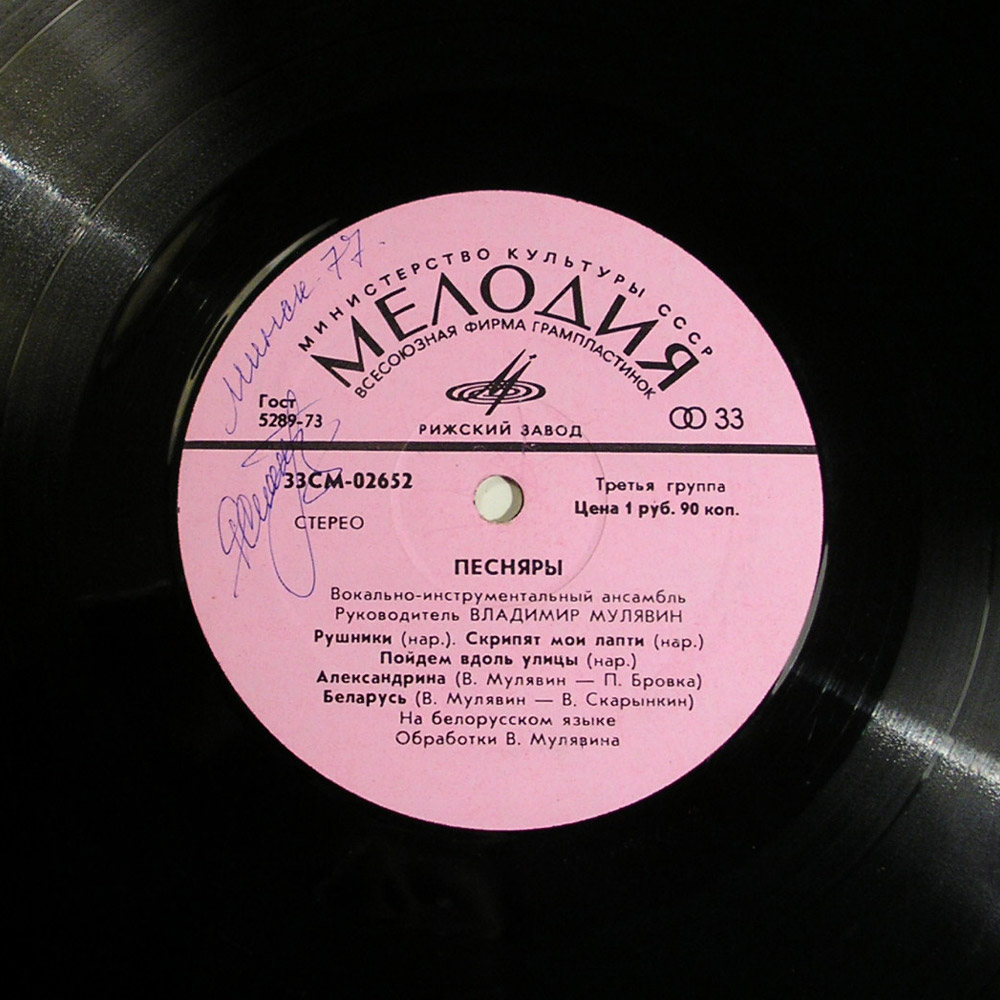 Минск 77.
МИНИСТЕРСТВО КУЛЬТУРЫ СССР
МЕЛОДИЯ
ВСЕСОЮЗНАЯ ФИРМА ГРАМПЛАСТИНОК
Гост
5289-73
РИЖСКИЙ ЗАВОД
33
33СМ-02652
Третья группа
СТЕРЕО
Цена 1 руб. 90 коп.
ПЕСНЯРЫ
Вокально-инструментальный ансамбль
Руководитель ВЛАДИМИР МУЛЯВИН
Рушники (нар.). Скрипят мои лапти (нар.)
Пойдем вдоль улицы (нар.)
Александрина (В. Мулявин — П. Бровка)
Беларусь (В. Мулявин — В. Скарынкин)
На белорусском языке
Обработки В. Мулявина